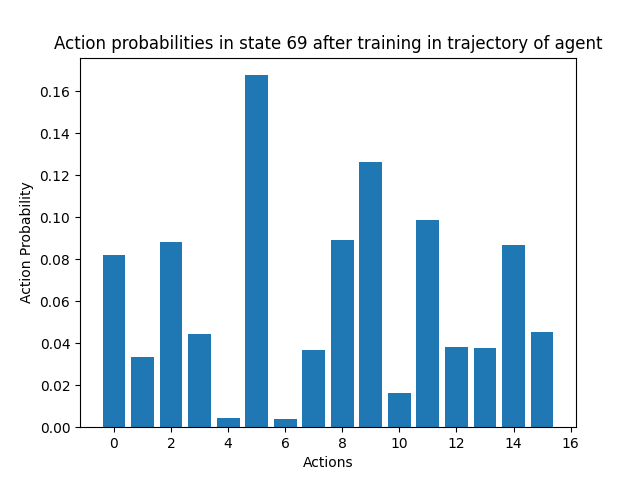 Action probabilities in state 69 after training in trajectory of agent
0.16
0.14
0.12
0.10
0.08
0.06
0.04
0.02
0.00
Action Probability
0 2 4 6 8 10 12 14 16
Actions